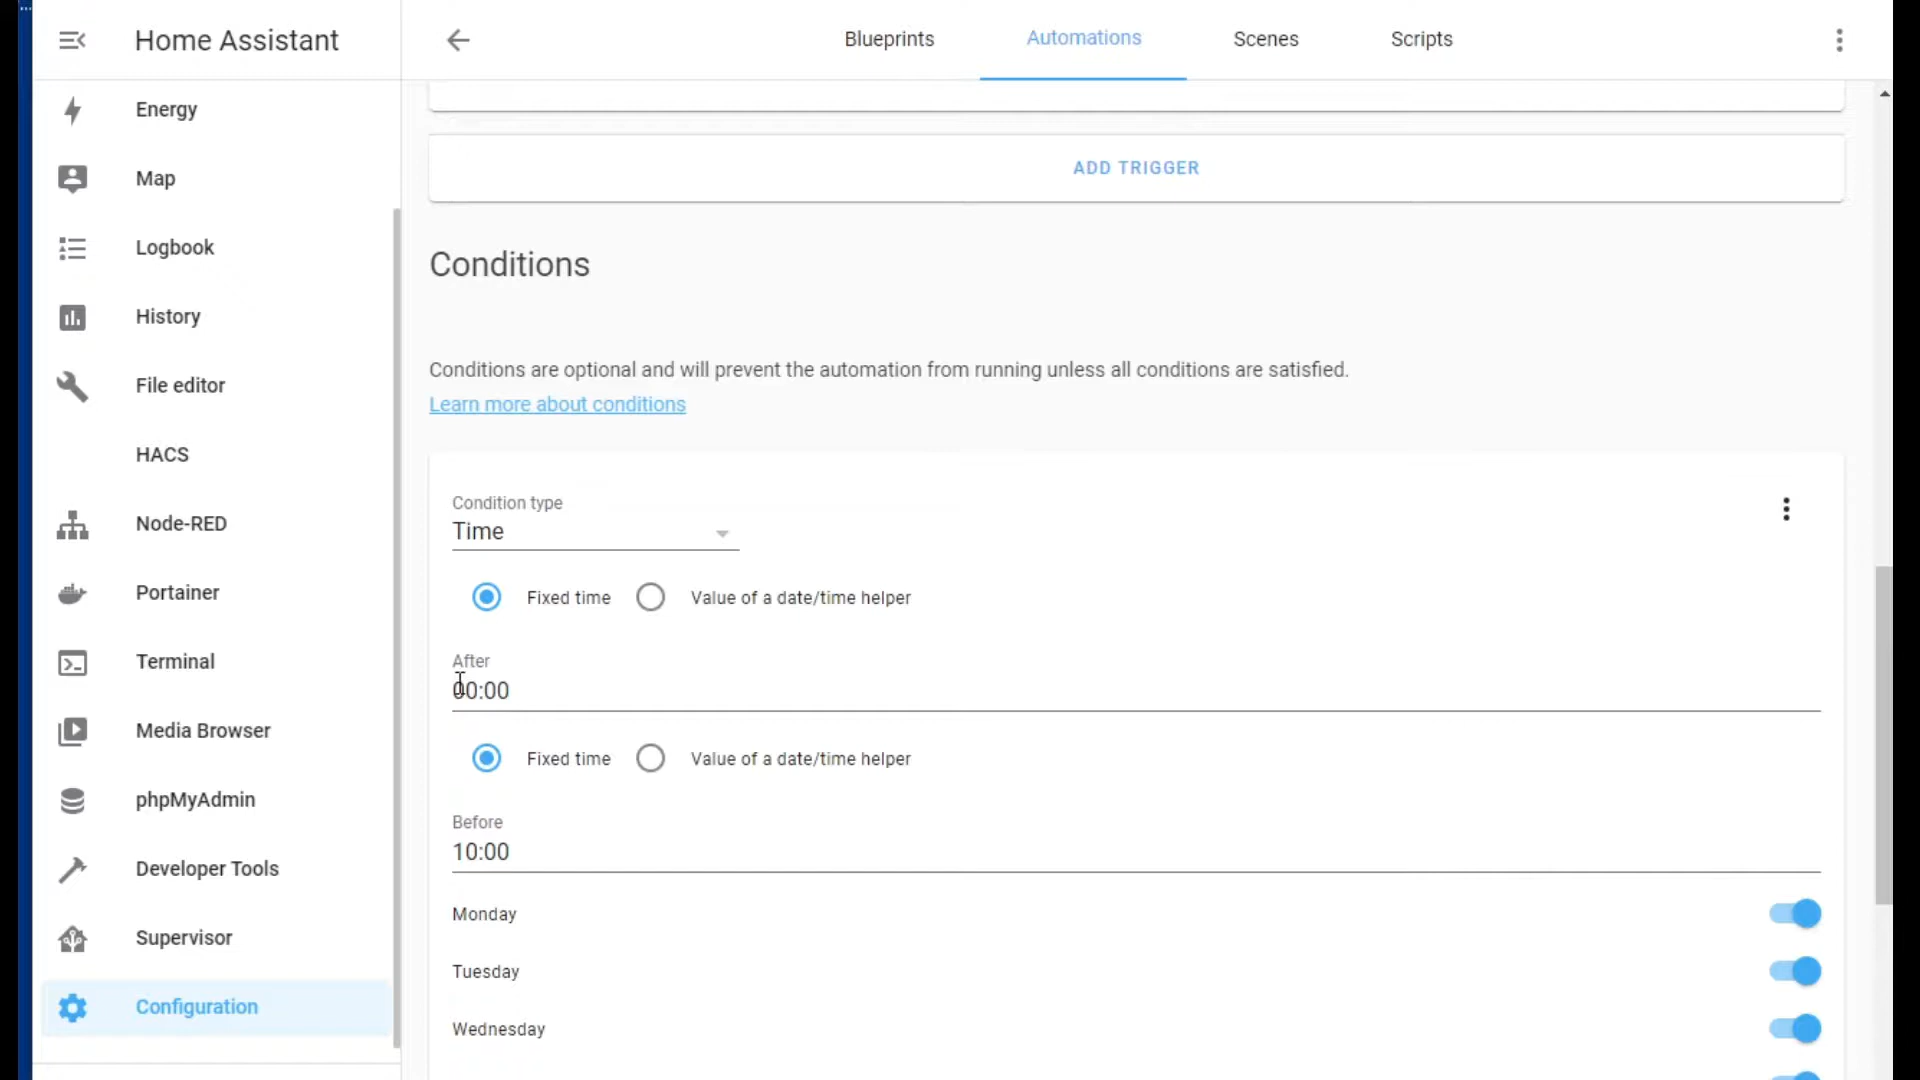 Home Assistant
Blueprints
Automations
Scenes
Scripts
Energy
Map
Logbook
History
File editor
HACS
Node-RED
Portainer
Terminal
Media Browser
phpMyAdmin
Developer Tools
Supervisor
Configuration
ADD TRIGGER
Conditions
Conditions are optional and will prevent the automation from running unless all conditions are satisfied.
Learn more about conditions
Condition type
Time
Fixed time
Value of a date/time helper
After
00:00
Fixed time
Value of a date/time helper
Before
10:00
Monday
Tuesday
Wednesday